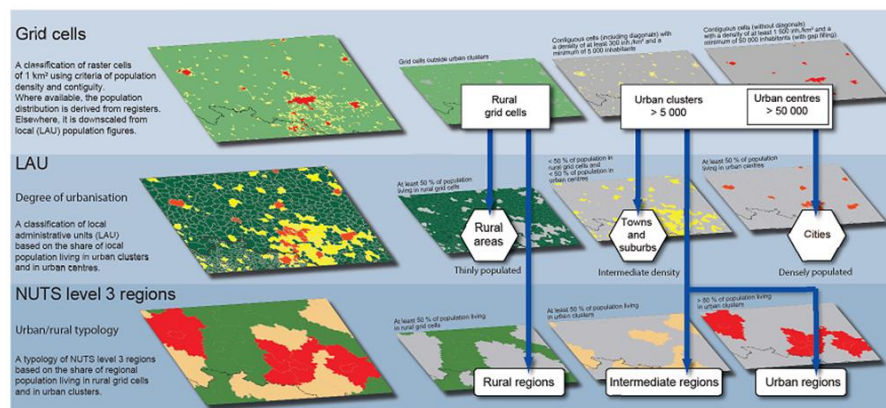 Grid cells
A classification of raster cells
of 1 km² using criteria of population
density and contiguity.
Where available, the population
distribution is derived from registers.
Elsewhere, it is downscaled from
local (LAU) population figures.
Grid cells outside urban clusters
Contiguous cells (including diagonals) with
a density of at least 300 inh./km² and a
minimum of 5 000 inhabitants
Contiguous cells (without diagonals)
with a density of at least 1 500 inh./km² and a
minimum of 50 000 inhabitants (with gap filling).
Rural
grid cells
Urban clusters
> 5 000
Urban centres
> 50 000
LAU
Degree of urbanisation
A classification of local
administrative units (LAU)
based on the share of local
population living in urban clusters
and in urban centres.
At least 50 % of population
living in rural grid cells
< 50 % of population in
rural grid cells and
< 50 % of population in
urban centres
At least 50 % of population
living in urban centres
Rural
areas
Towns
and
suburbs
Cities
Thinly populated
Intermediate density
Densely populated
NUTS level 3 regions
Urban/rural typology
A typology of NUTS level 3 regions
based on the share of regional
population living in rural grid cells
and in urban clusters.
At least 50 % of population living
in rural grid cells
At least 50 % of population living
in urban clusters
> 80 % of population living
in urban clusters
Rural regions
Intermediate regions
Urban regions